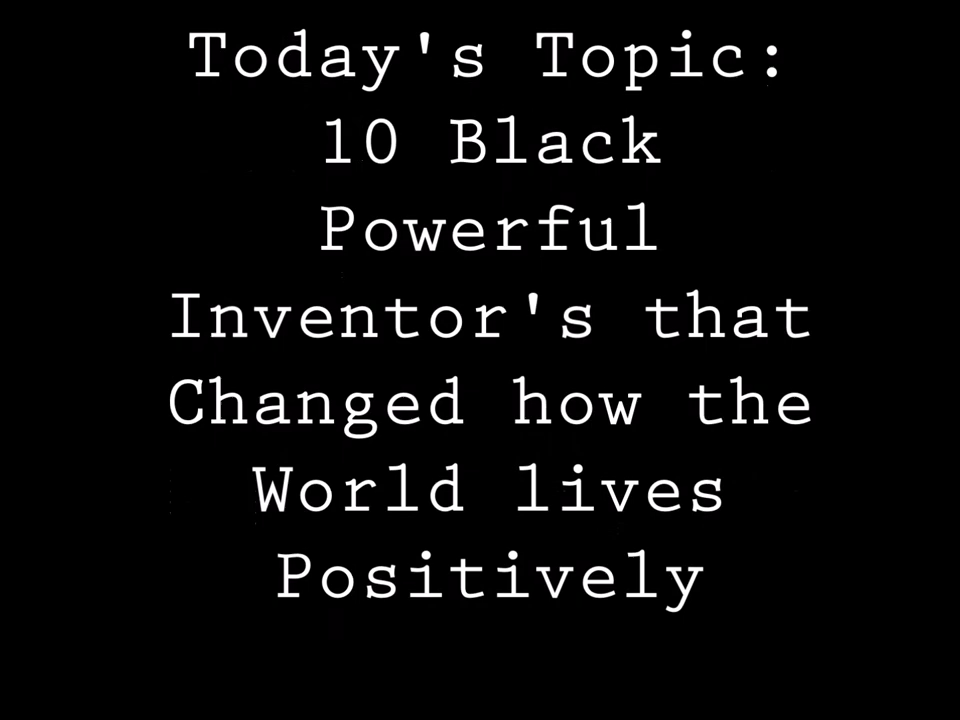 Today's Topic:
10 Black
Powerful
Inventor's that
Changed how the
World lives
Positively